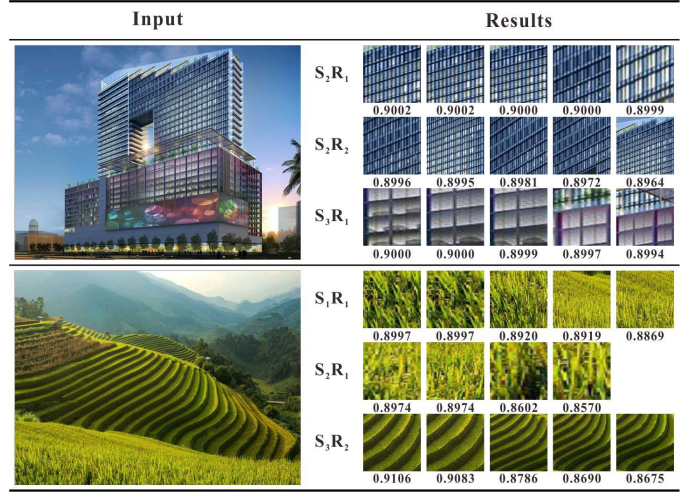 Input Results
S₂R₁
0.9002 0.9002 0.9000 0.9000 0.8999
S₂R₂
0.8996 0.8995 0.8981 0.8972 0.8964
S₃R₁
0.9000 0.9000 0.8999 0.8997 0.8994
S₁R₁
0.8997 0.8997 0.8920 0.8919 0.8869
S₂R₁
0.8974 0.8974 0.8602 0.8570
S₃R₂
0.9106 0.9083 0.8786 0.8690 0.8675